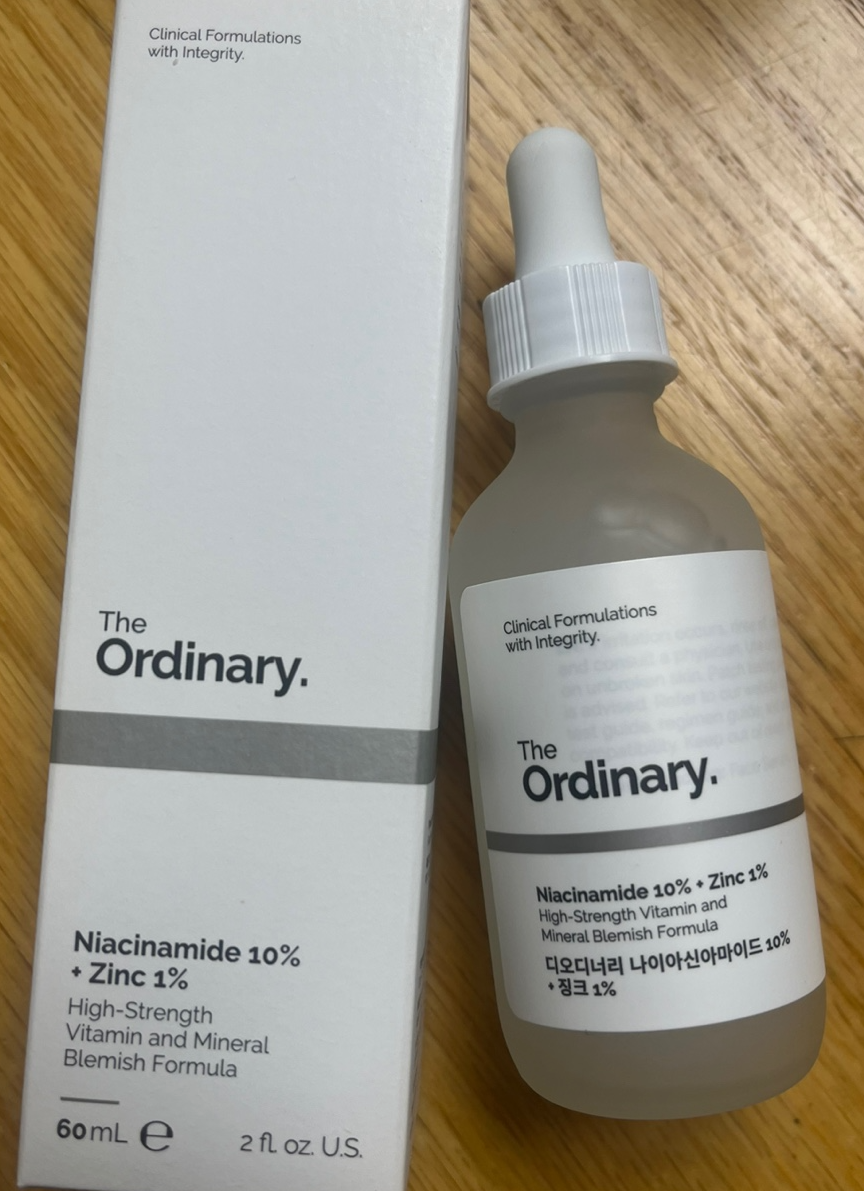 Clinical Formulations
with Integrity.
The
Ordinary.
Niacinamide 10%
+ Zinc 1%
High-Strength
Vitamin and Mineral
Blemish Formula
60 mL ℮
2 fl. oz. U.S.
Clinical Formulations
with Integrity.
The
Ordinary.
Niacinamide 10% + Zinc 1%
High-Strength Vitamin and
Mineral Blemish Formula
디오디너리 나이아신아마이드 10%
+ 징크 1%